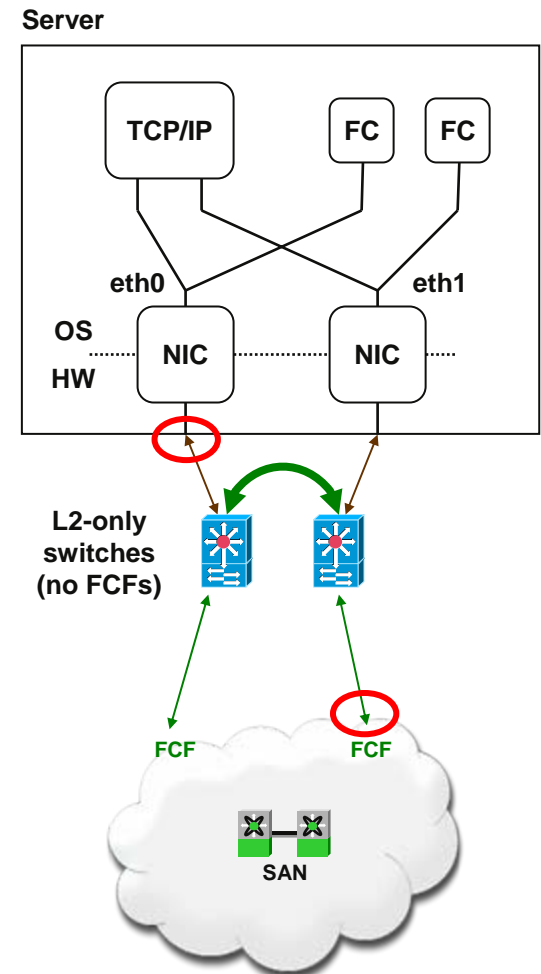 Server
TCP/IP
FC
FC
eth0
eth1
OS
NIC
NIC
HW
L2-only
switches
(no FCFs)
FCF
FCF
SAN